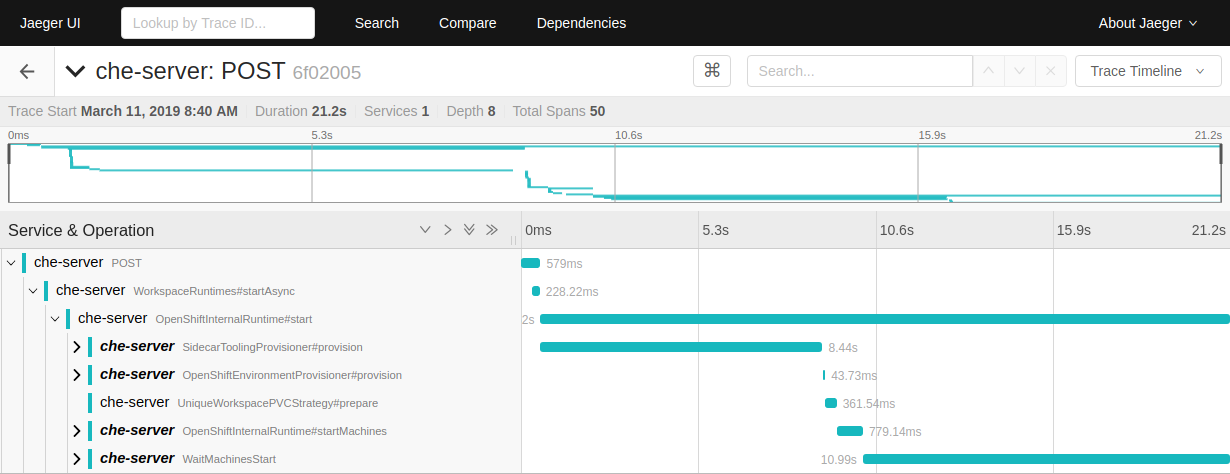 Jaeger UI Lookup by Trace ID... Search Compare Dependencies About Jaeger
che-server: POST 6f02005 ⌘ Search... Trace Timeline
Trace Start March 11, 2019 8:40 AM Duration 21.2s Services 1 Depth 8 Total Spans 50
0ms 5.3s 10.6s 15.9s 21.2s
Service & Operation 0ms 5.3s 10.6s 15.9s 21.2s
che-server POST 579ms
che-server WorkspaceRuntimes#startAsync 228.22ms
che-server OpenShiftInternalRuntime#start 2s
che-server SidecarToolingProvisioner#provision 8.44s
che-server OpenShiftEnvironmentProvisioner#provision 43.73ms
che-server UniqueWorkspacePVCStrategy#prepare 361.54ms
che-server OpenShiftInternalRuntime#startMachines 779.14ms
che-server WaitMachinesStart 10.99s